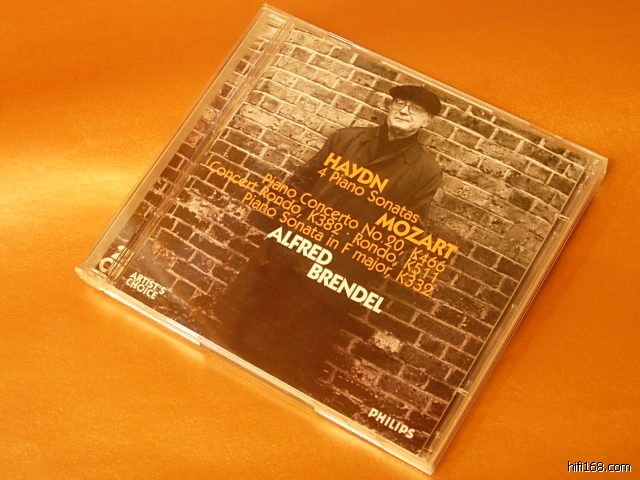 HAYDN
4 Piano Sonatas
MOZART
Piano Concerto No. 20, K466
Concert Rondo, K382 · Rondo, K511
Piano Sonata in F major, K332
ALFRED
BRENDEL
ARTIST'S
CHOICE
PHILIPS
hifi168.com